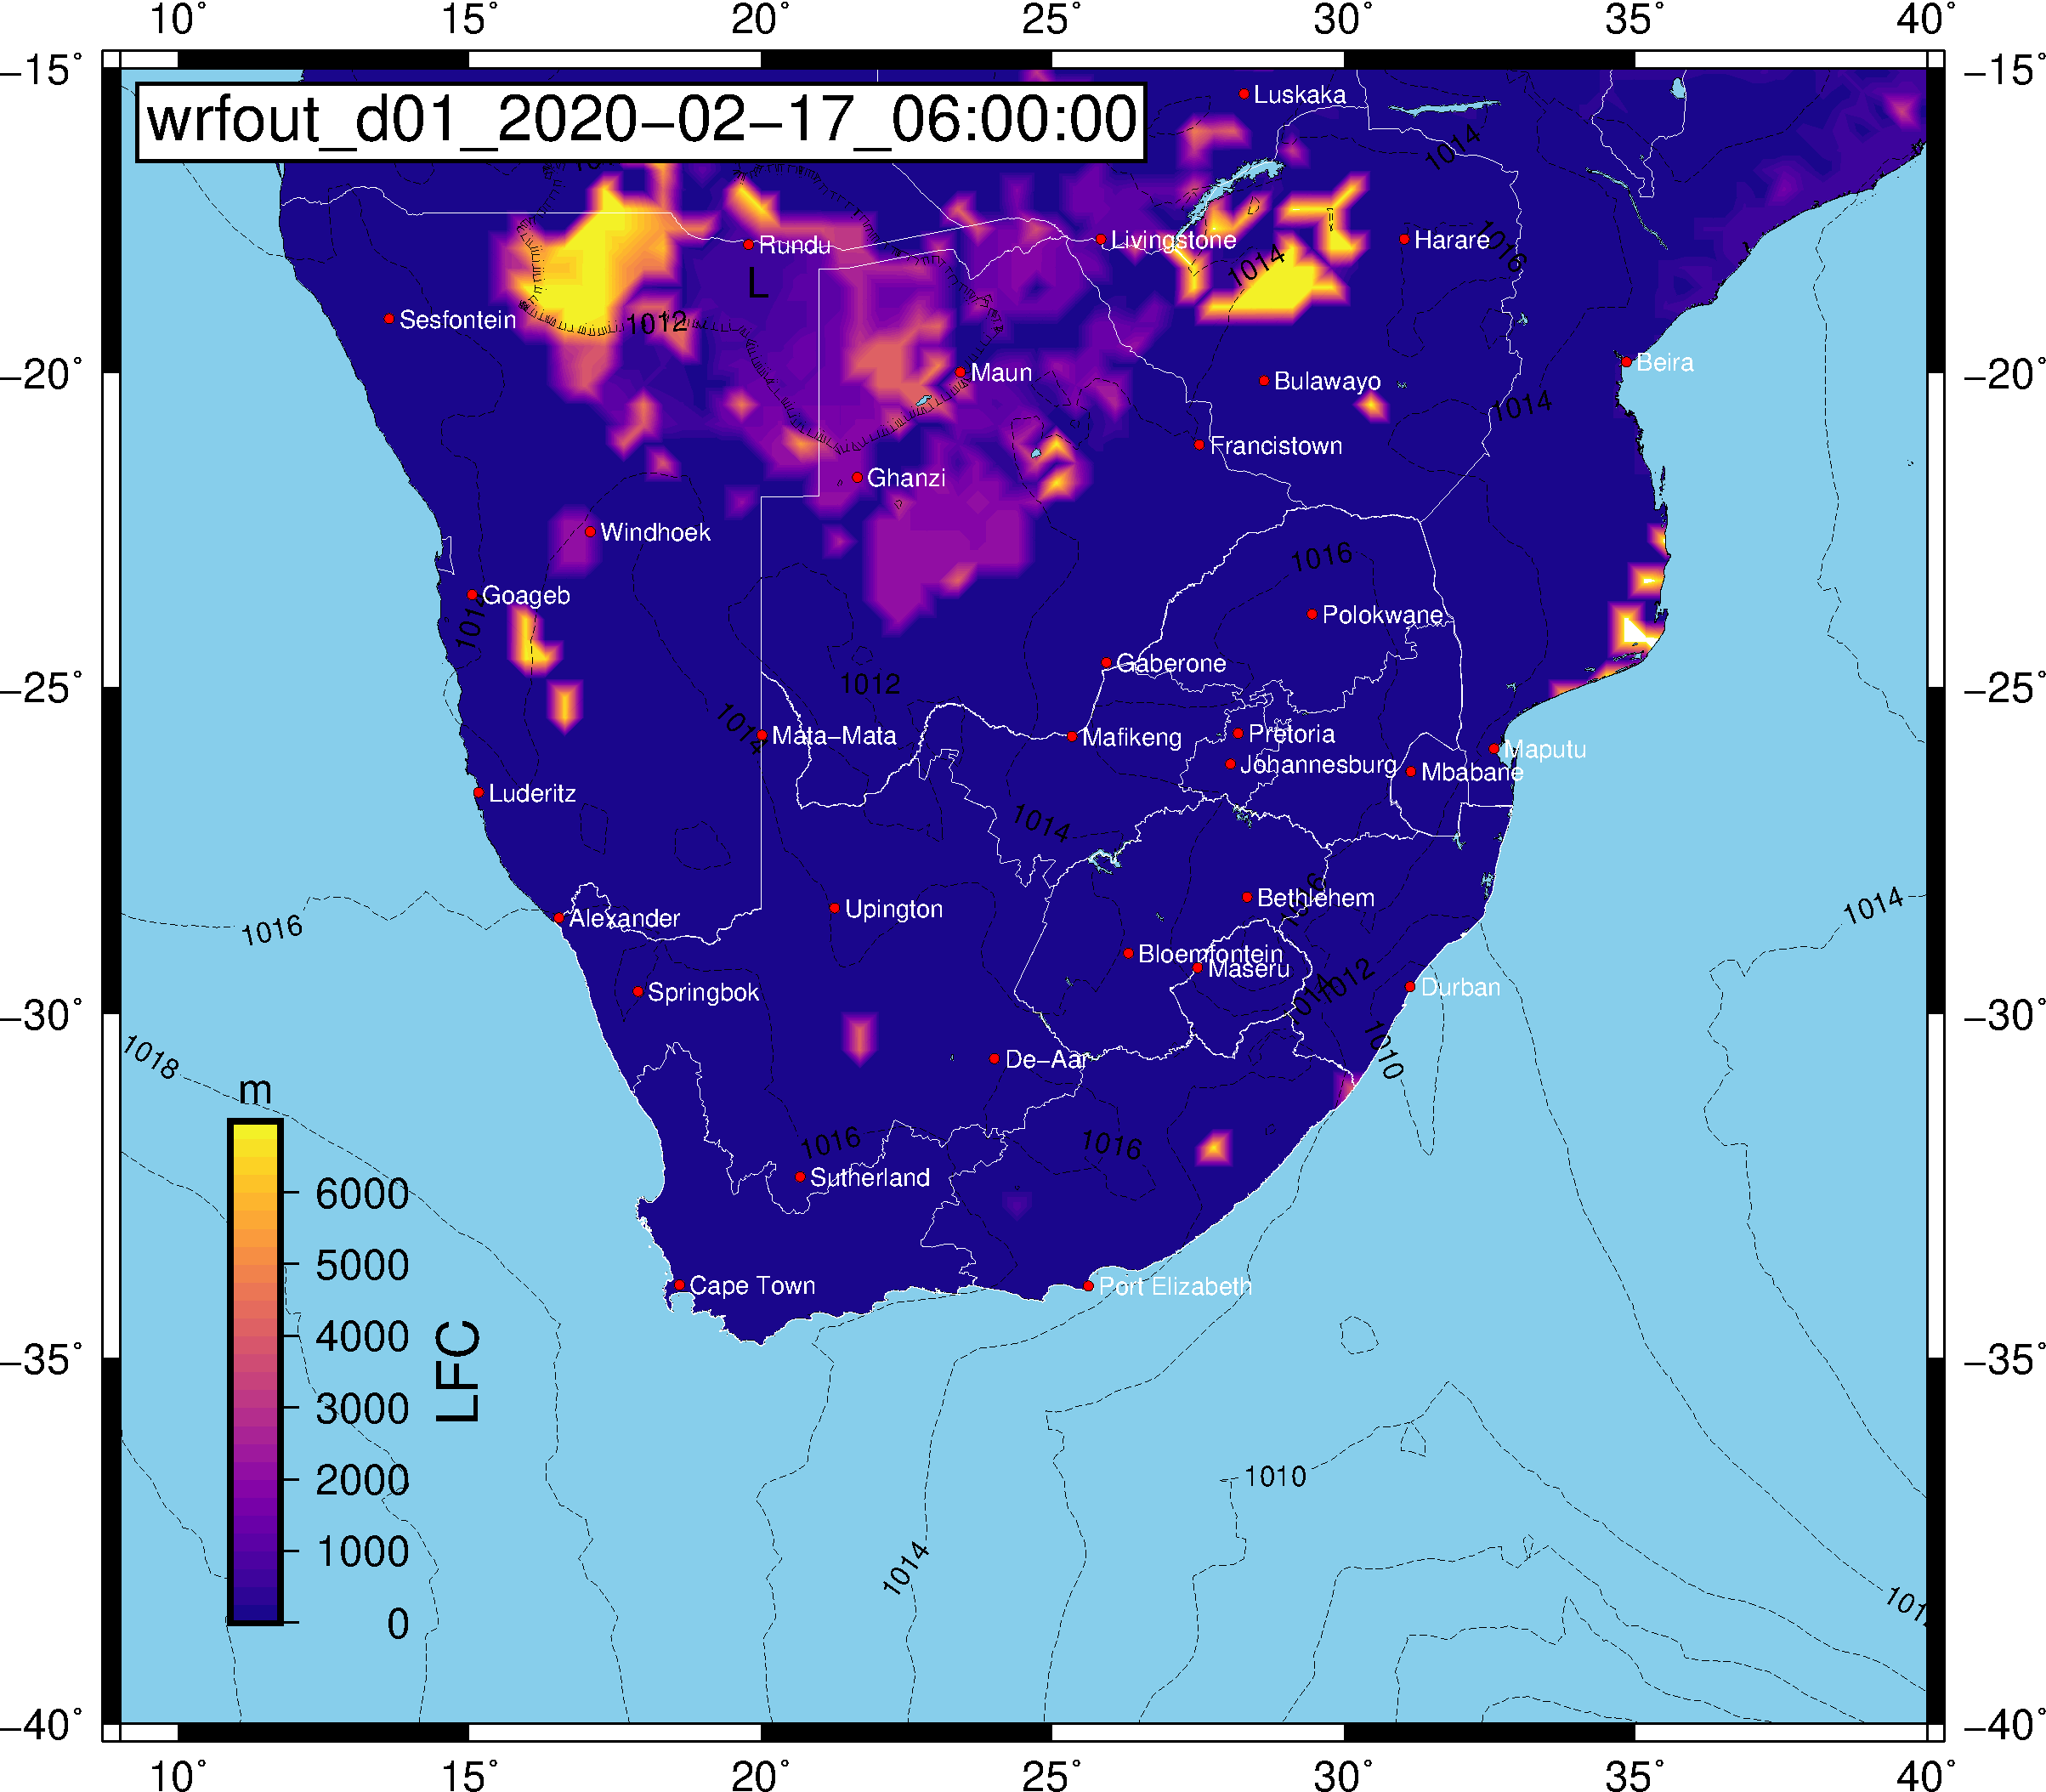 10° 15° 20° 25° 30° 35° 40°
−15° −15°
wrfout_d01_2020−02−17_06:00:00
Luskaka
1014
Rundu
Livingstone
Harare
1016
1014
L
Sesfontein
1012
Beira
−20° −20°
Maun
Bulawayo
1014
Francistown
Ghanzi
Windhoek
1016
Goageb
1014
Polokwane
Gaberone
−25° −25°
1012
1014
Mata−Mata
Mafikeng
Pretoria
Maputu
Johannesburg
Mbabane
Luderitz
1014
Bethlehem
1016
1014
Upington
Alexander
1016
Bloemfontein
Maseru
1012
1014
Durban
Springbok
−30° −30°
1018
1010
De−Aar
m
1016
1016
Sutherland
6000
5000
4000
3000
2000
1000
0
LFC
Cape Town
Port Elizabeth
−35° −35°
1010
1014
−40° −40°
10° 15° 20° 25° 30° 35° 40°